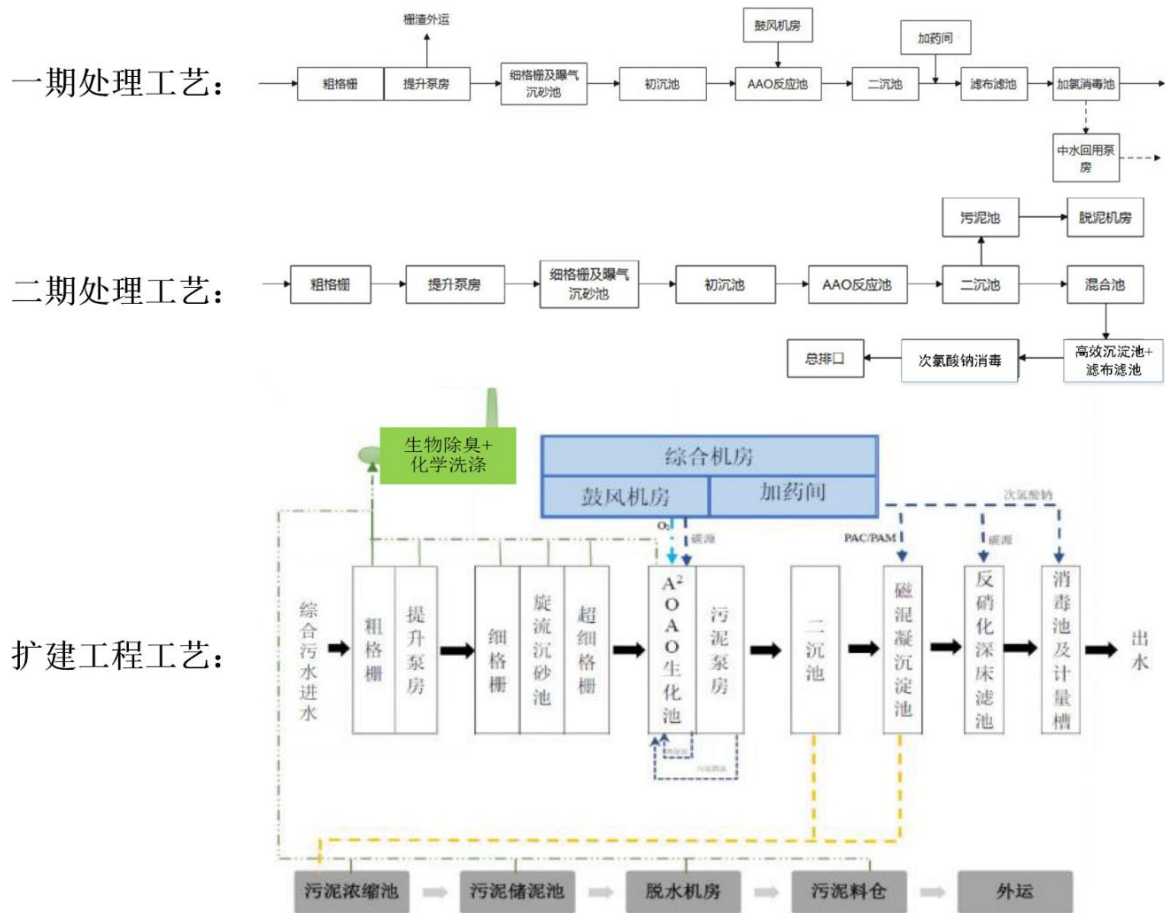 一期处理工艺：
栅渣外运
鼓风机房
加药间
粗格栅
提升泵房
细格栅及曝气
沉砂池
初沉池
AAO反应池
二沉池
滤布滤池
加氯消毒池
中水回用泵
房
二期处理工艺：
污泥池
脱泥机房
粗格栅
提升泵房
细格栅及曝气
沉砂池
初沉池
AAO反应池
二沉池
混合池
总排口
次氯酸钠消毒
高效沉淀池+
滤布滤池
扩建工程工艺：
生物除臭+
化学洗涤
综合机房
鼓风机房
加药间
O₂
碳源
PAC/PAM
碳源
次氯酸钠
综合污水进水
粗格栅
提升泵房
细格栅
旋流沉砂池
超细格栅
A²OAO生化池
污泥泵房
二沉池
磁混凝沉淀池
反硝化深床滤池
消毒池及计量槽
出水
污泥浓缩池
污泥储泥池
脱水机房
污泥料仓
外运